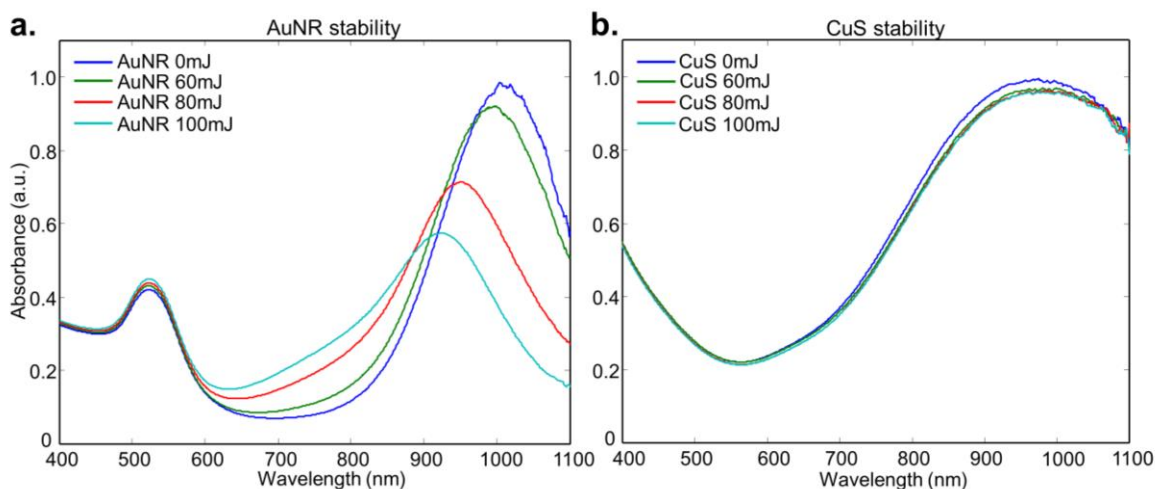 a.
AuNR stability
AuNR 0mJ
AuNR 60mJ
AuNR 80mJ
AuNR 100mJ
Absorbance (a.u.)
1.0
0.8
0.6
0.4
0.2
0
400 500 600 700 800 900 1000 1100
Wavelength (nm)
b.
CuS stability
CuS 0mJ
CuS 60mJ
CuS 80mJ
CuS 100mJ
1.0
0.8
0.6
0.4
0.2
0
400 500 600 700 800 900 1000 1100
Wavelength (nm)